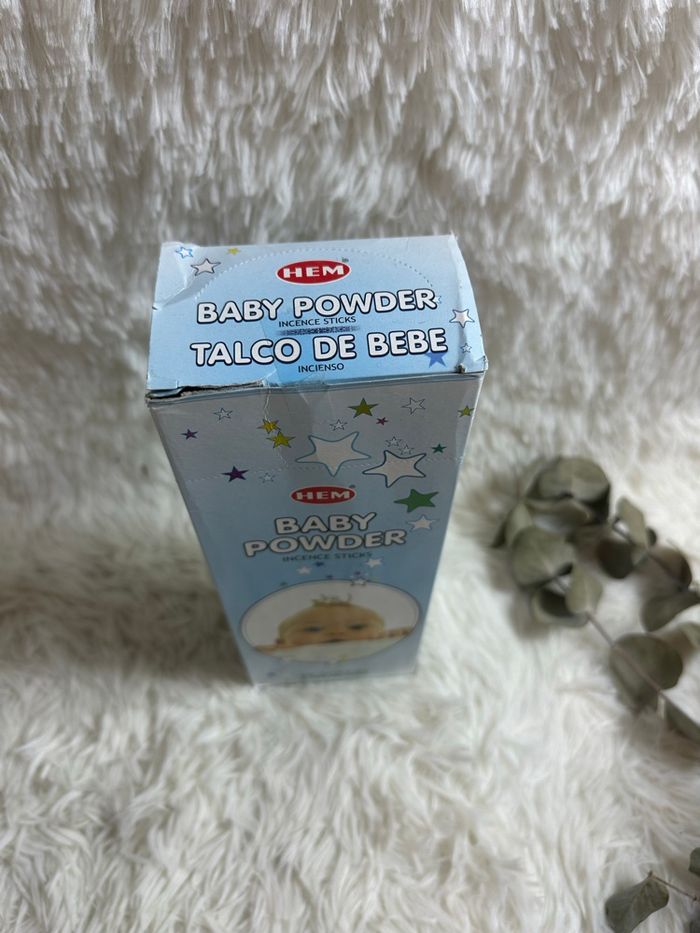 HEM
BABY POWDER
INCENCE STICKS
TALCO DE BEBE
INCIENSO
HEM
BABY
POWDER
INCENCE STICKS